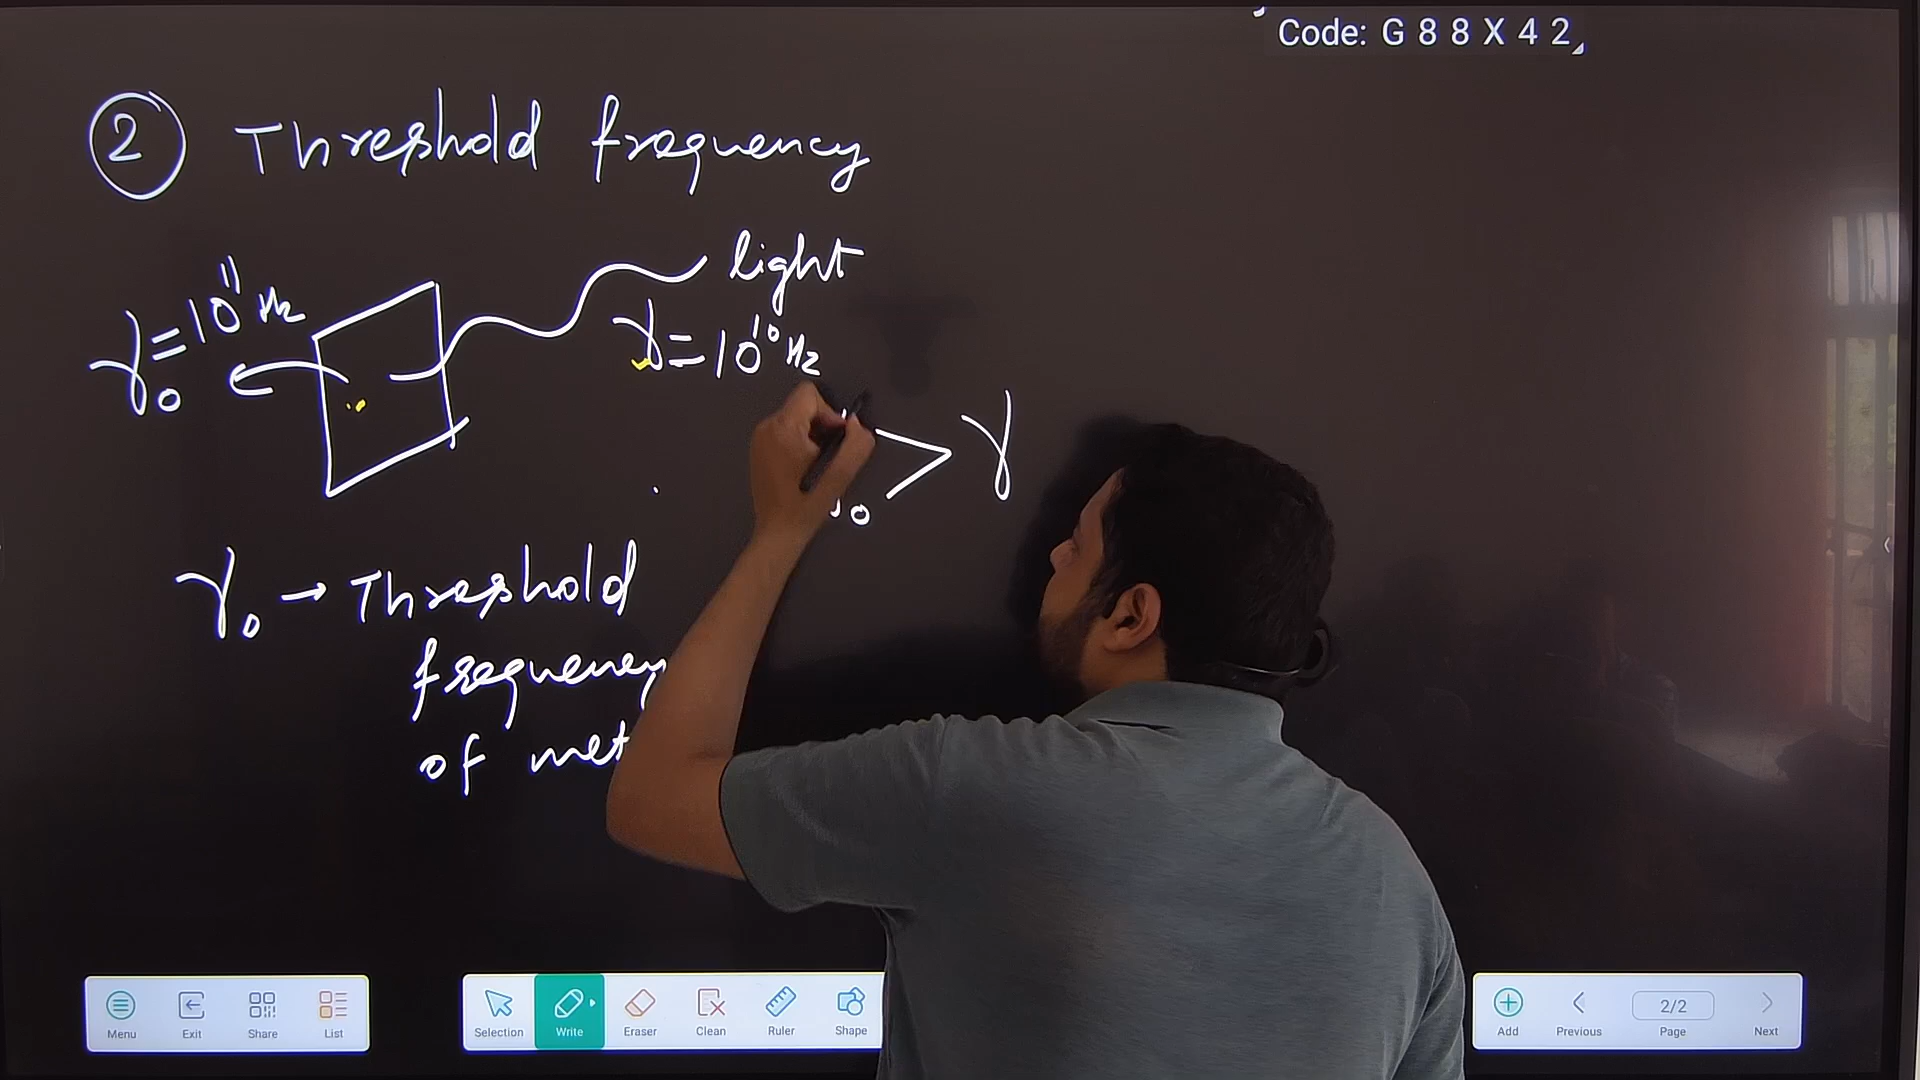 Code: G 8 8 X 4 2
② Threshold frequency
light
γ₀ = 10¹¹ Hz
γ = 10¹⁰ Hz
γ₀ > γ
γ₀ → Threshold
frequency
of met
Menu Exit Share List
Selection Write Eraser Clean Ruler Shape
Add Previous 2/2 Page Next